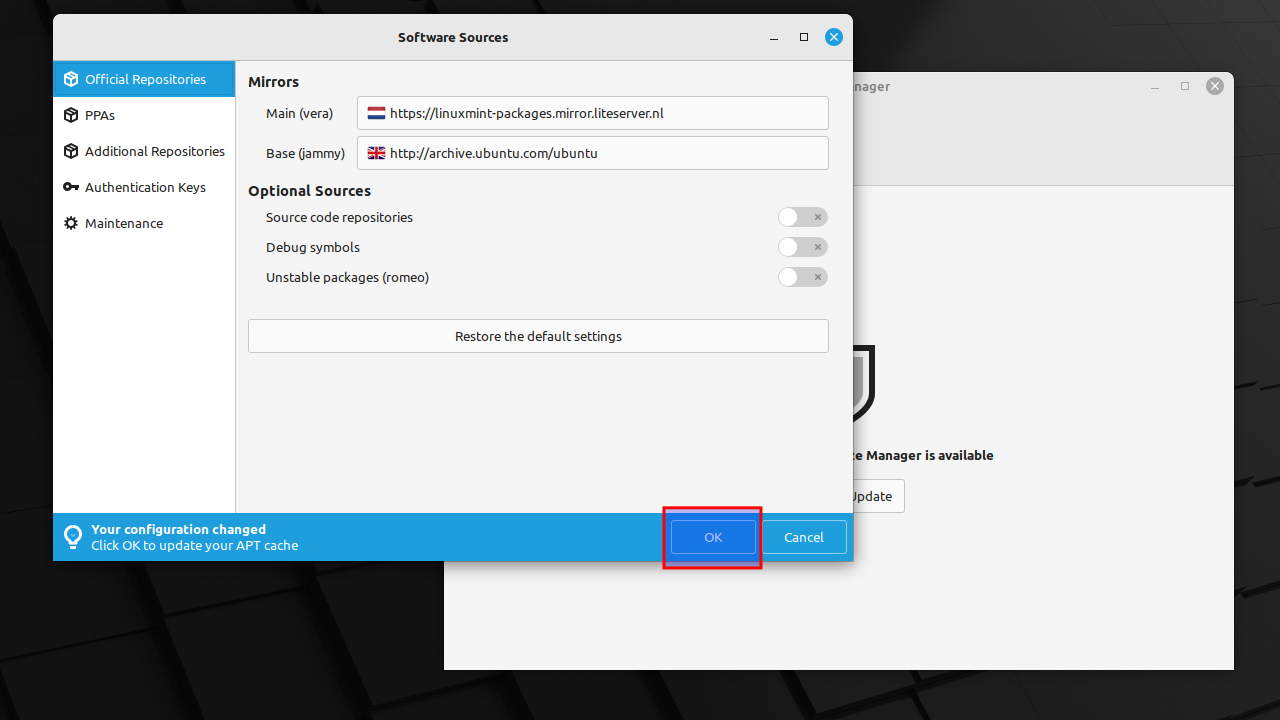 Software Sources
Official Repositories
PPAs
Additional Repositories
Authentication Keys
Maintenance
Mirrors
Main (vera)
https://linuxmint-packages.mirror.liteserver.nl
Base (jammy)
http://archive.ubuntu.com/ubuntu
Optional Sources
Source code repositories
Debug symbols
Unstable packages (romeo)
Restore the default settings
Your configuration changed
Click OK to update your APT cache
OK
Cancel
Manager is available
Update